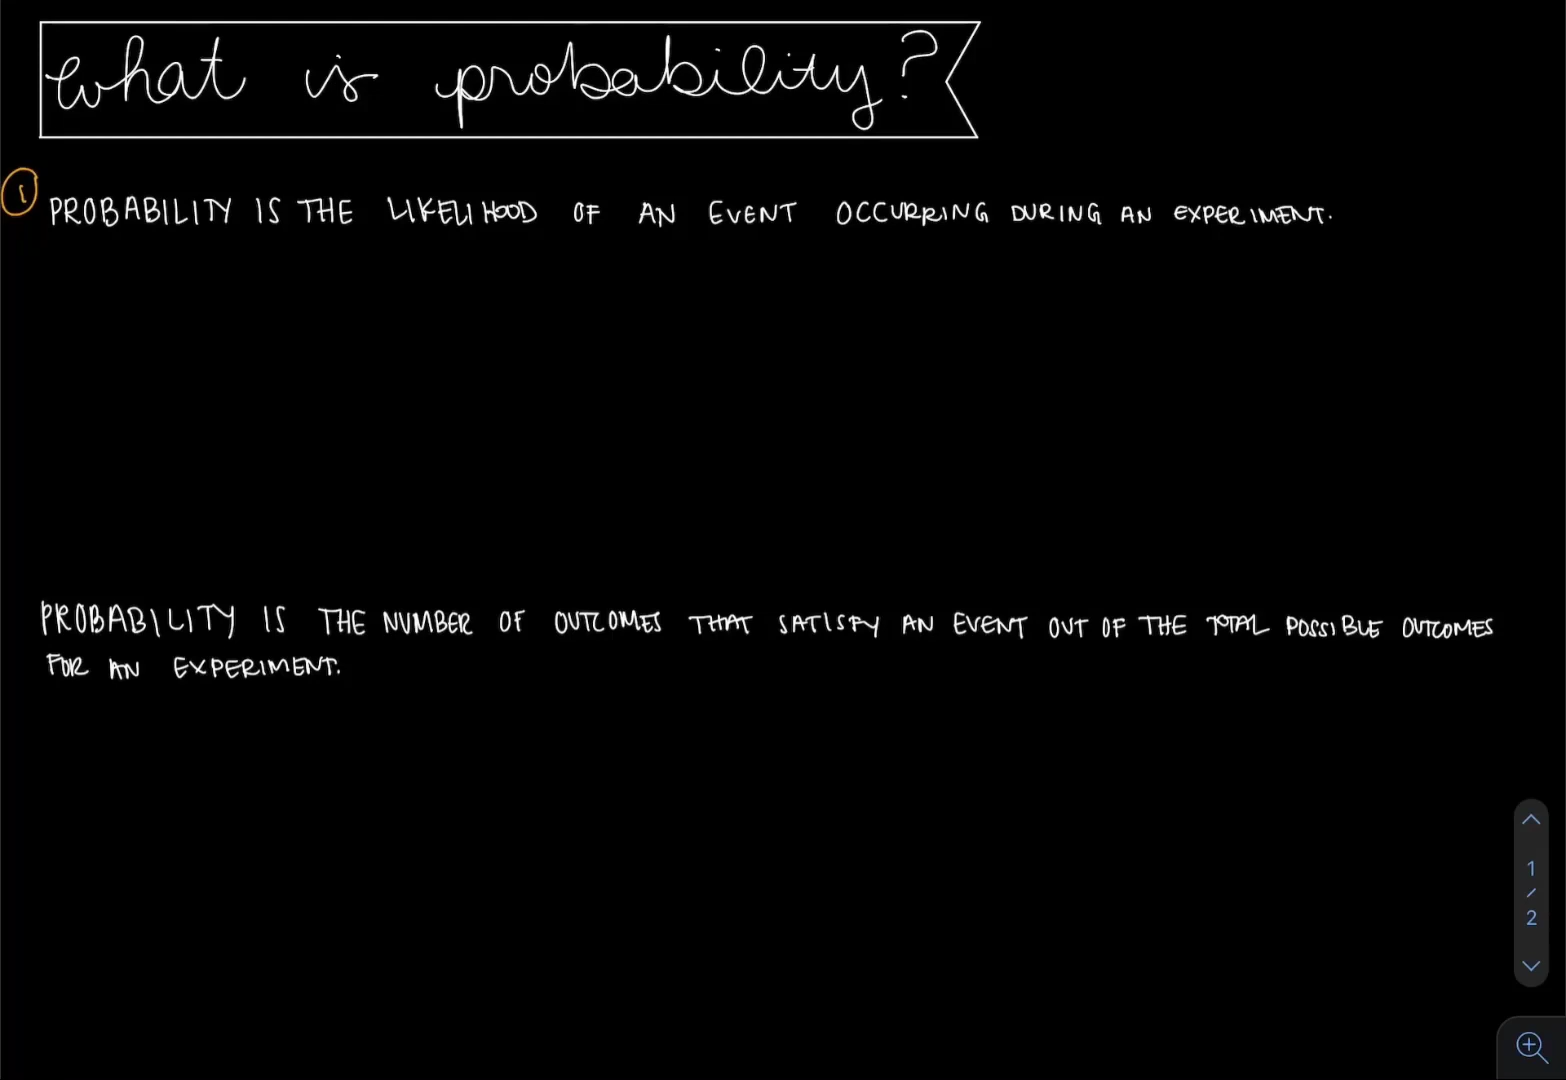 What is probability?
1
PROBABILITY IS THE LIKELIHOOD OF AN EVENT OCCURRING DURING AN EXPERIMENT.
PROBABILITY IS THE NUMBER OF OUTCOMES THAT SATISFY AN EVENT OUT OF THE TOTAL POSSIBLE OUTCOMES
FOR AN EXPERIMENT.
1
/
2